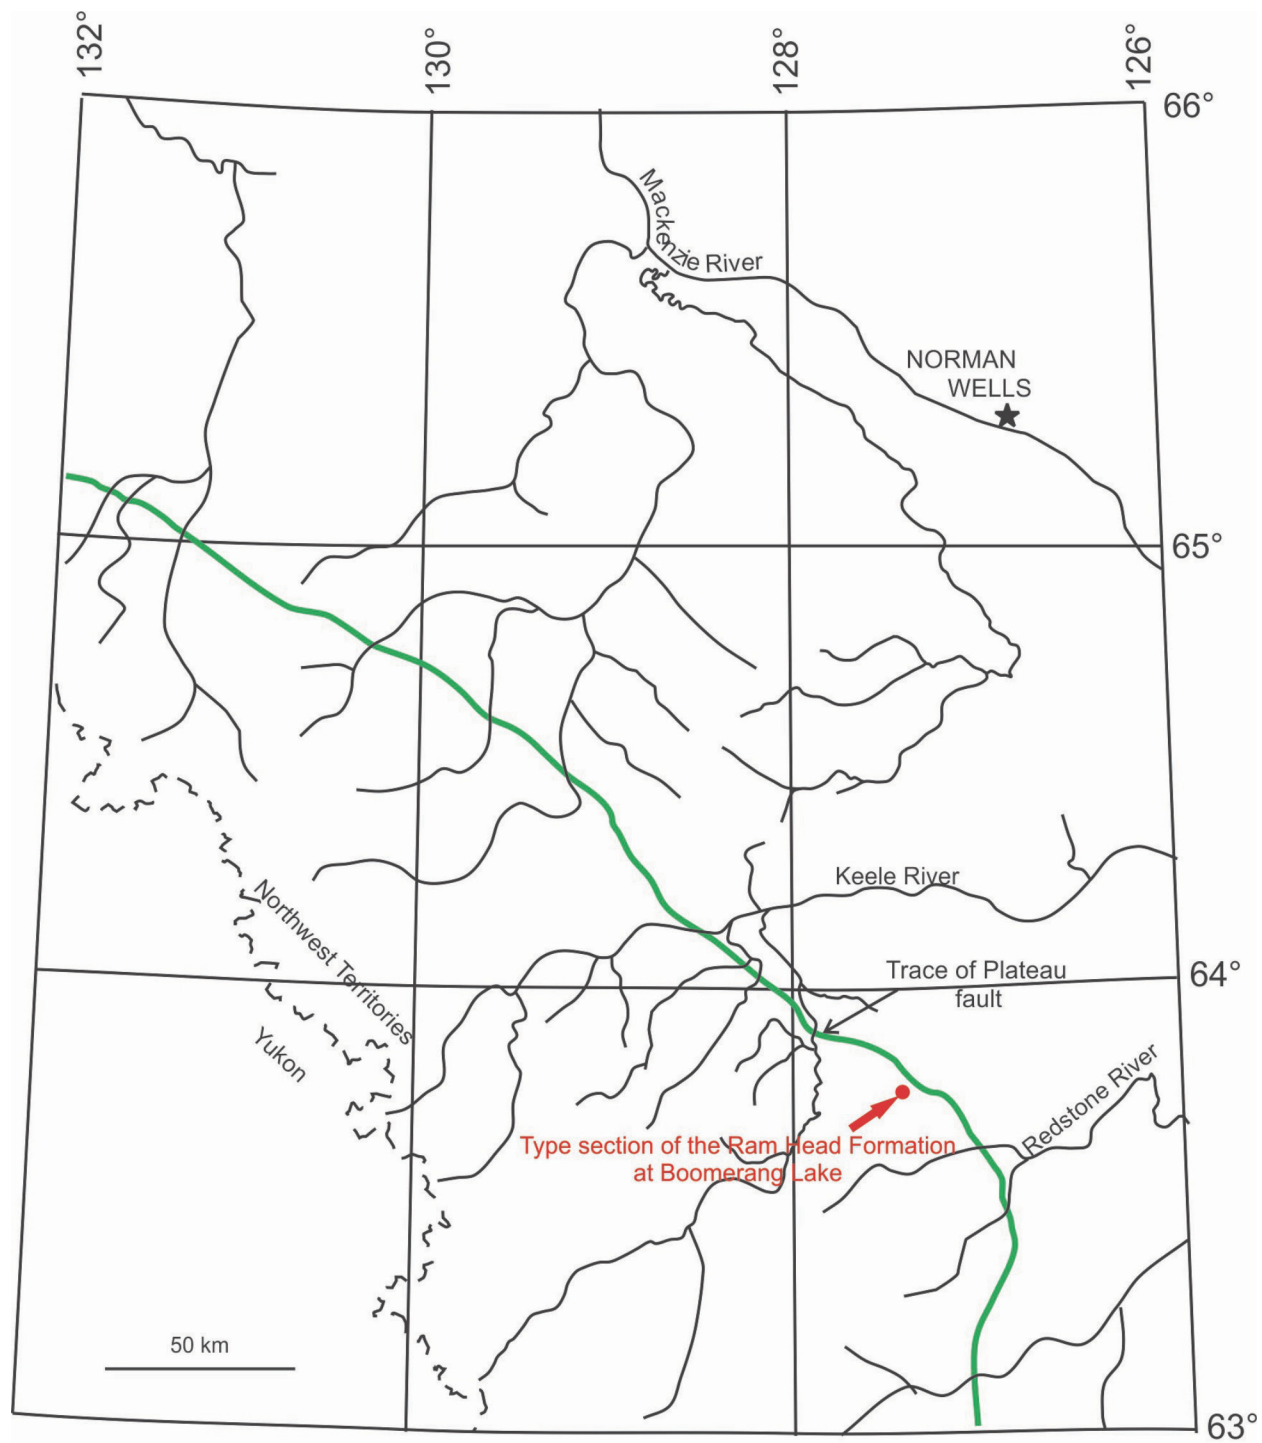 132°
130°
128°
126°
66°
Mackenzie River
NORMAN
WELLS
65°
Keele River
Northwest Territories
Yukon
Trace of Plateau
fault
64°
Redstone River
Type section of the Ram Head Formation
at Boomerang Lake
50 km
63°